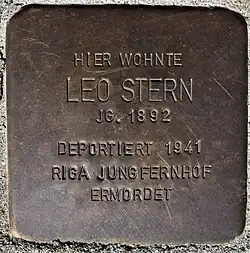 HIER WOHNTE
LEO STERN
JG. 1892
DEPORTIERT 1941
RIGA JUNGFERNHOF
ERMORDET